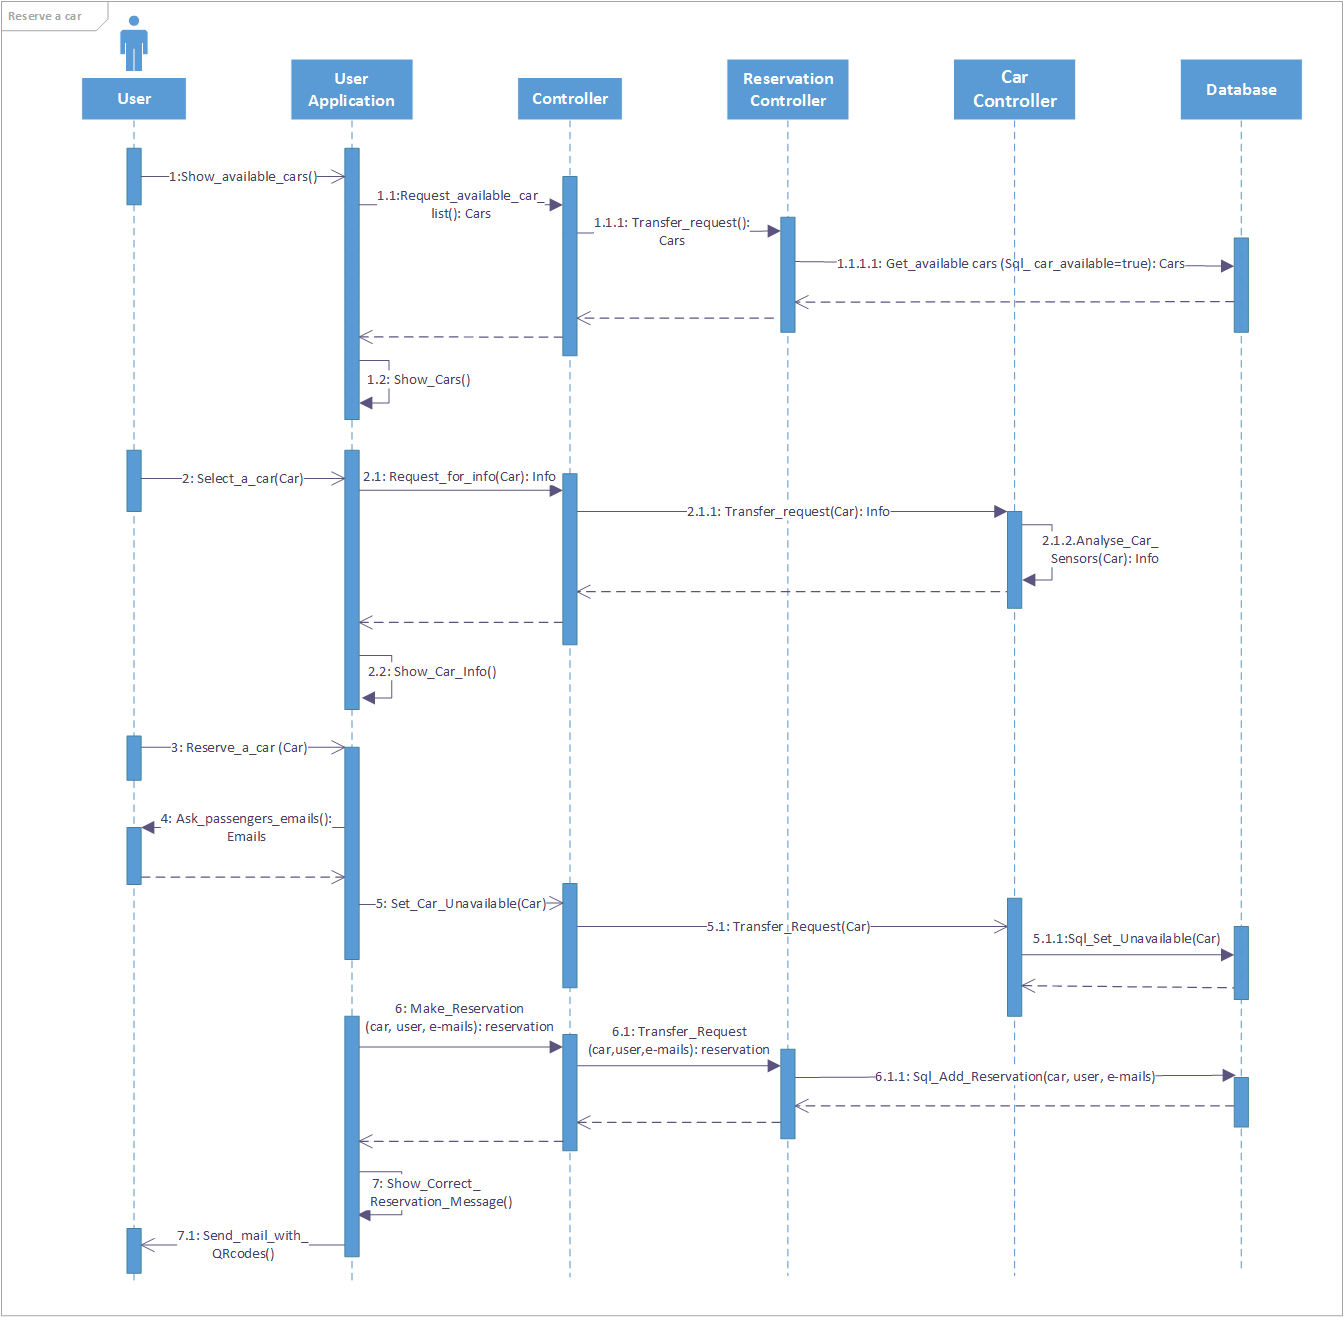 Reserve a car
User
User
Application
Controller
Reservation
Controller
Car
Controller
Database
1:Show_available_cars()
1.1:Request_available_car_
list(): Cars
1.1.1: Transfer_request():
Cars
1.1.1.1: Get_available cars (Sql_ car_available=true): Cars
1.2: Show_Cars()
2: Select_a_car(Car)
2.1: Request_for_info(Car): Info
2.1.1: Transfer_request(Car): Info
2.1.2.Analyse_Car_
Sensors(Car): Info
2.2: Show_Car_Info()
3: Reserve_a_car (Car)
4: Ask_passengers_emails():
Emails
5: Set_Car_Unavailable(Car)
5.1: Transfer_Request(Car)
5.1.1:Sql_Set_Unavailable(Car)
6: Make_Reservation
(car, user, e-mails): reservation
6.1: Transfer_Request
(car,user,e-mails): reservation
6.1.1: Sql_Add_Reservation(car, user, e-mails)
7: Show_Correct_
Reservation_Message()
7.1: Send_mail_with_
QRcodes()